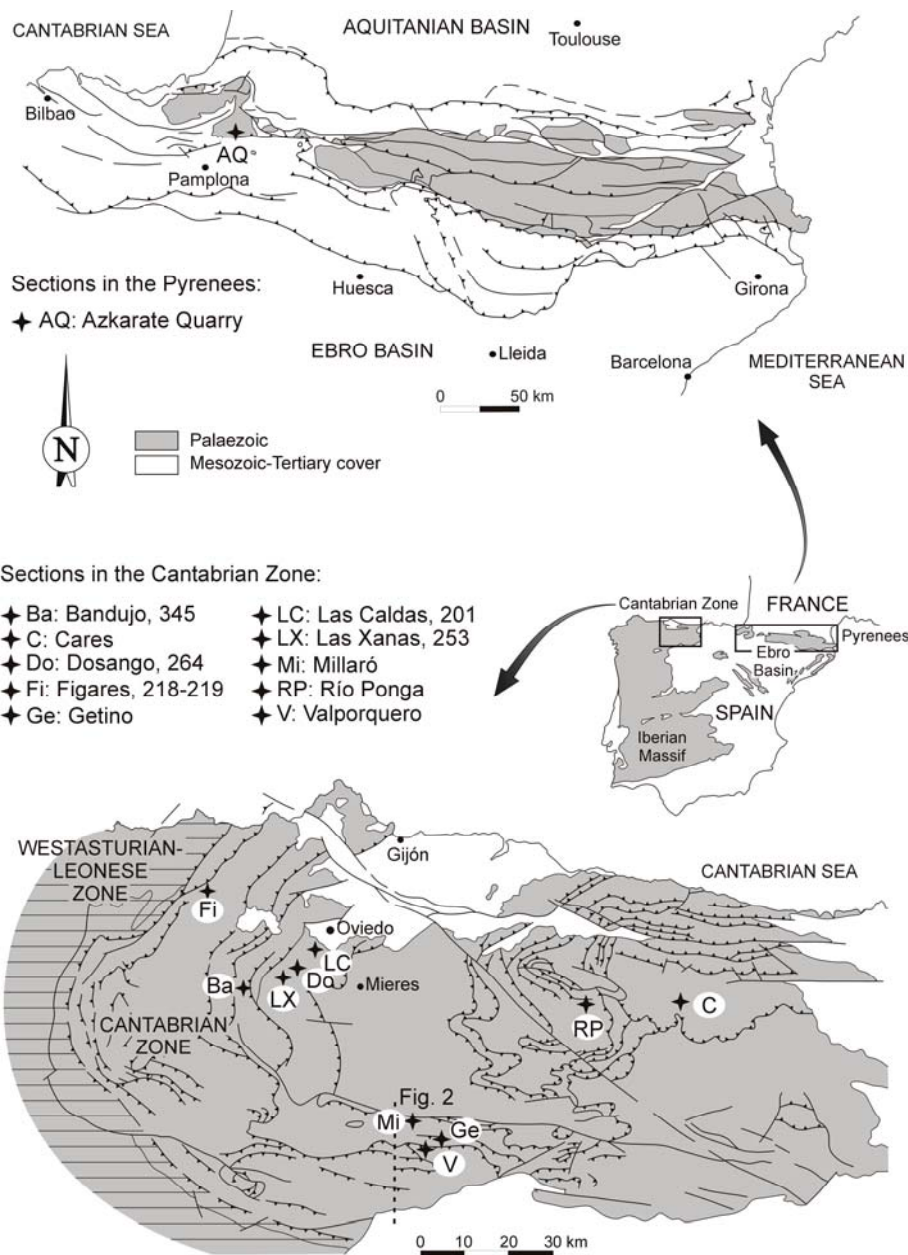 CANTABRIAN SEA
AQUITANIAN BASIN
Toulouse
Bilbao
AQ
Pamplona
Sections in the Pyrenees:
AQ: Azkarate Quarry
Huesca
Girona
EBRO BASIN
Lleida
Barcelona
MEDITERRANEAN
SEA
0 50 km
N
Palaezoic
Mesozoic-Tertiary cover
Sections in the Cantabrian Zone:
Ba: Bandujo, 345
C: Cares
Do: Dosango, 264
Fi: Figares, 218-219
Ge: Getino
LC: Las Caldas, 201
LX: Las Xanas, 253
Mi: Millaró
RP: Río Ponga
V: Valporquero
Cantabrian Zone
FRANCE
Pyrenees
Ebro
Basin
SPAIN
Iberian
Massif
WESTASTURIAN-
LEONESE
ZONE
Gijón
CANTABRIAN SEA
Fi
Oviedo
LC
Do
LX
Ba
Mieres
CANTABRIAN
ZONE
RP
C
Fig. 2
Mi
Ge
V
0 10 20 30 km